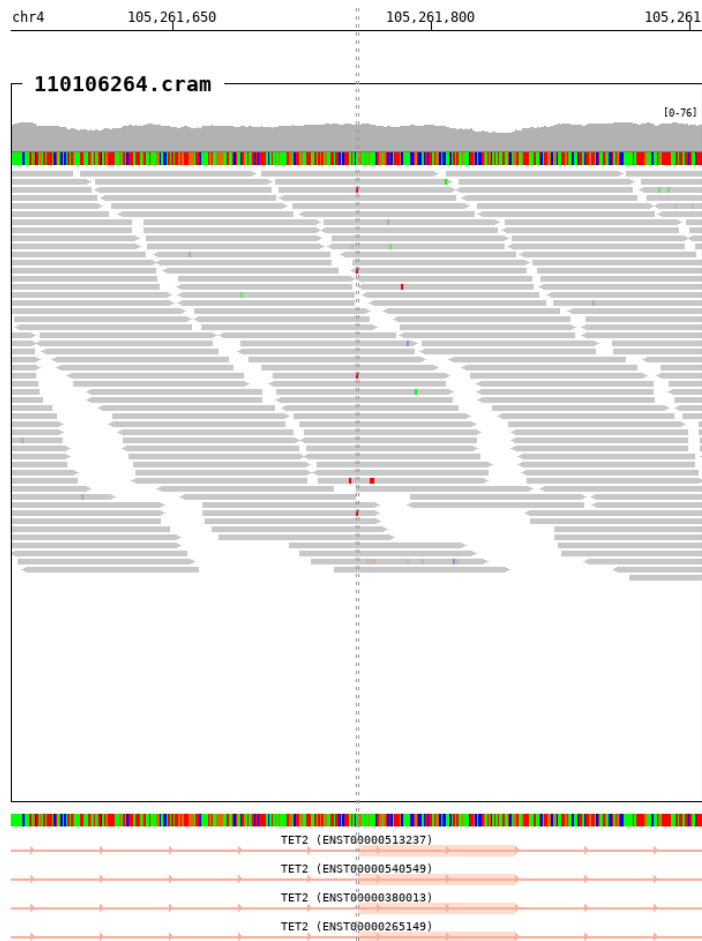 chr4 105,261,650 105,261,800 105,261
110106264.cram
[0-76]
TET2 (ENST00000513237)
TET2 (ENST00000540549)
TET2 (ENST00000380013)
TET2 (ENST00000265149)